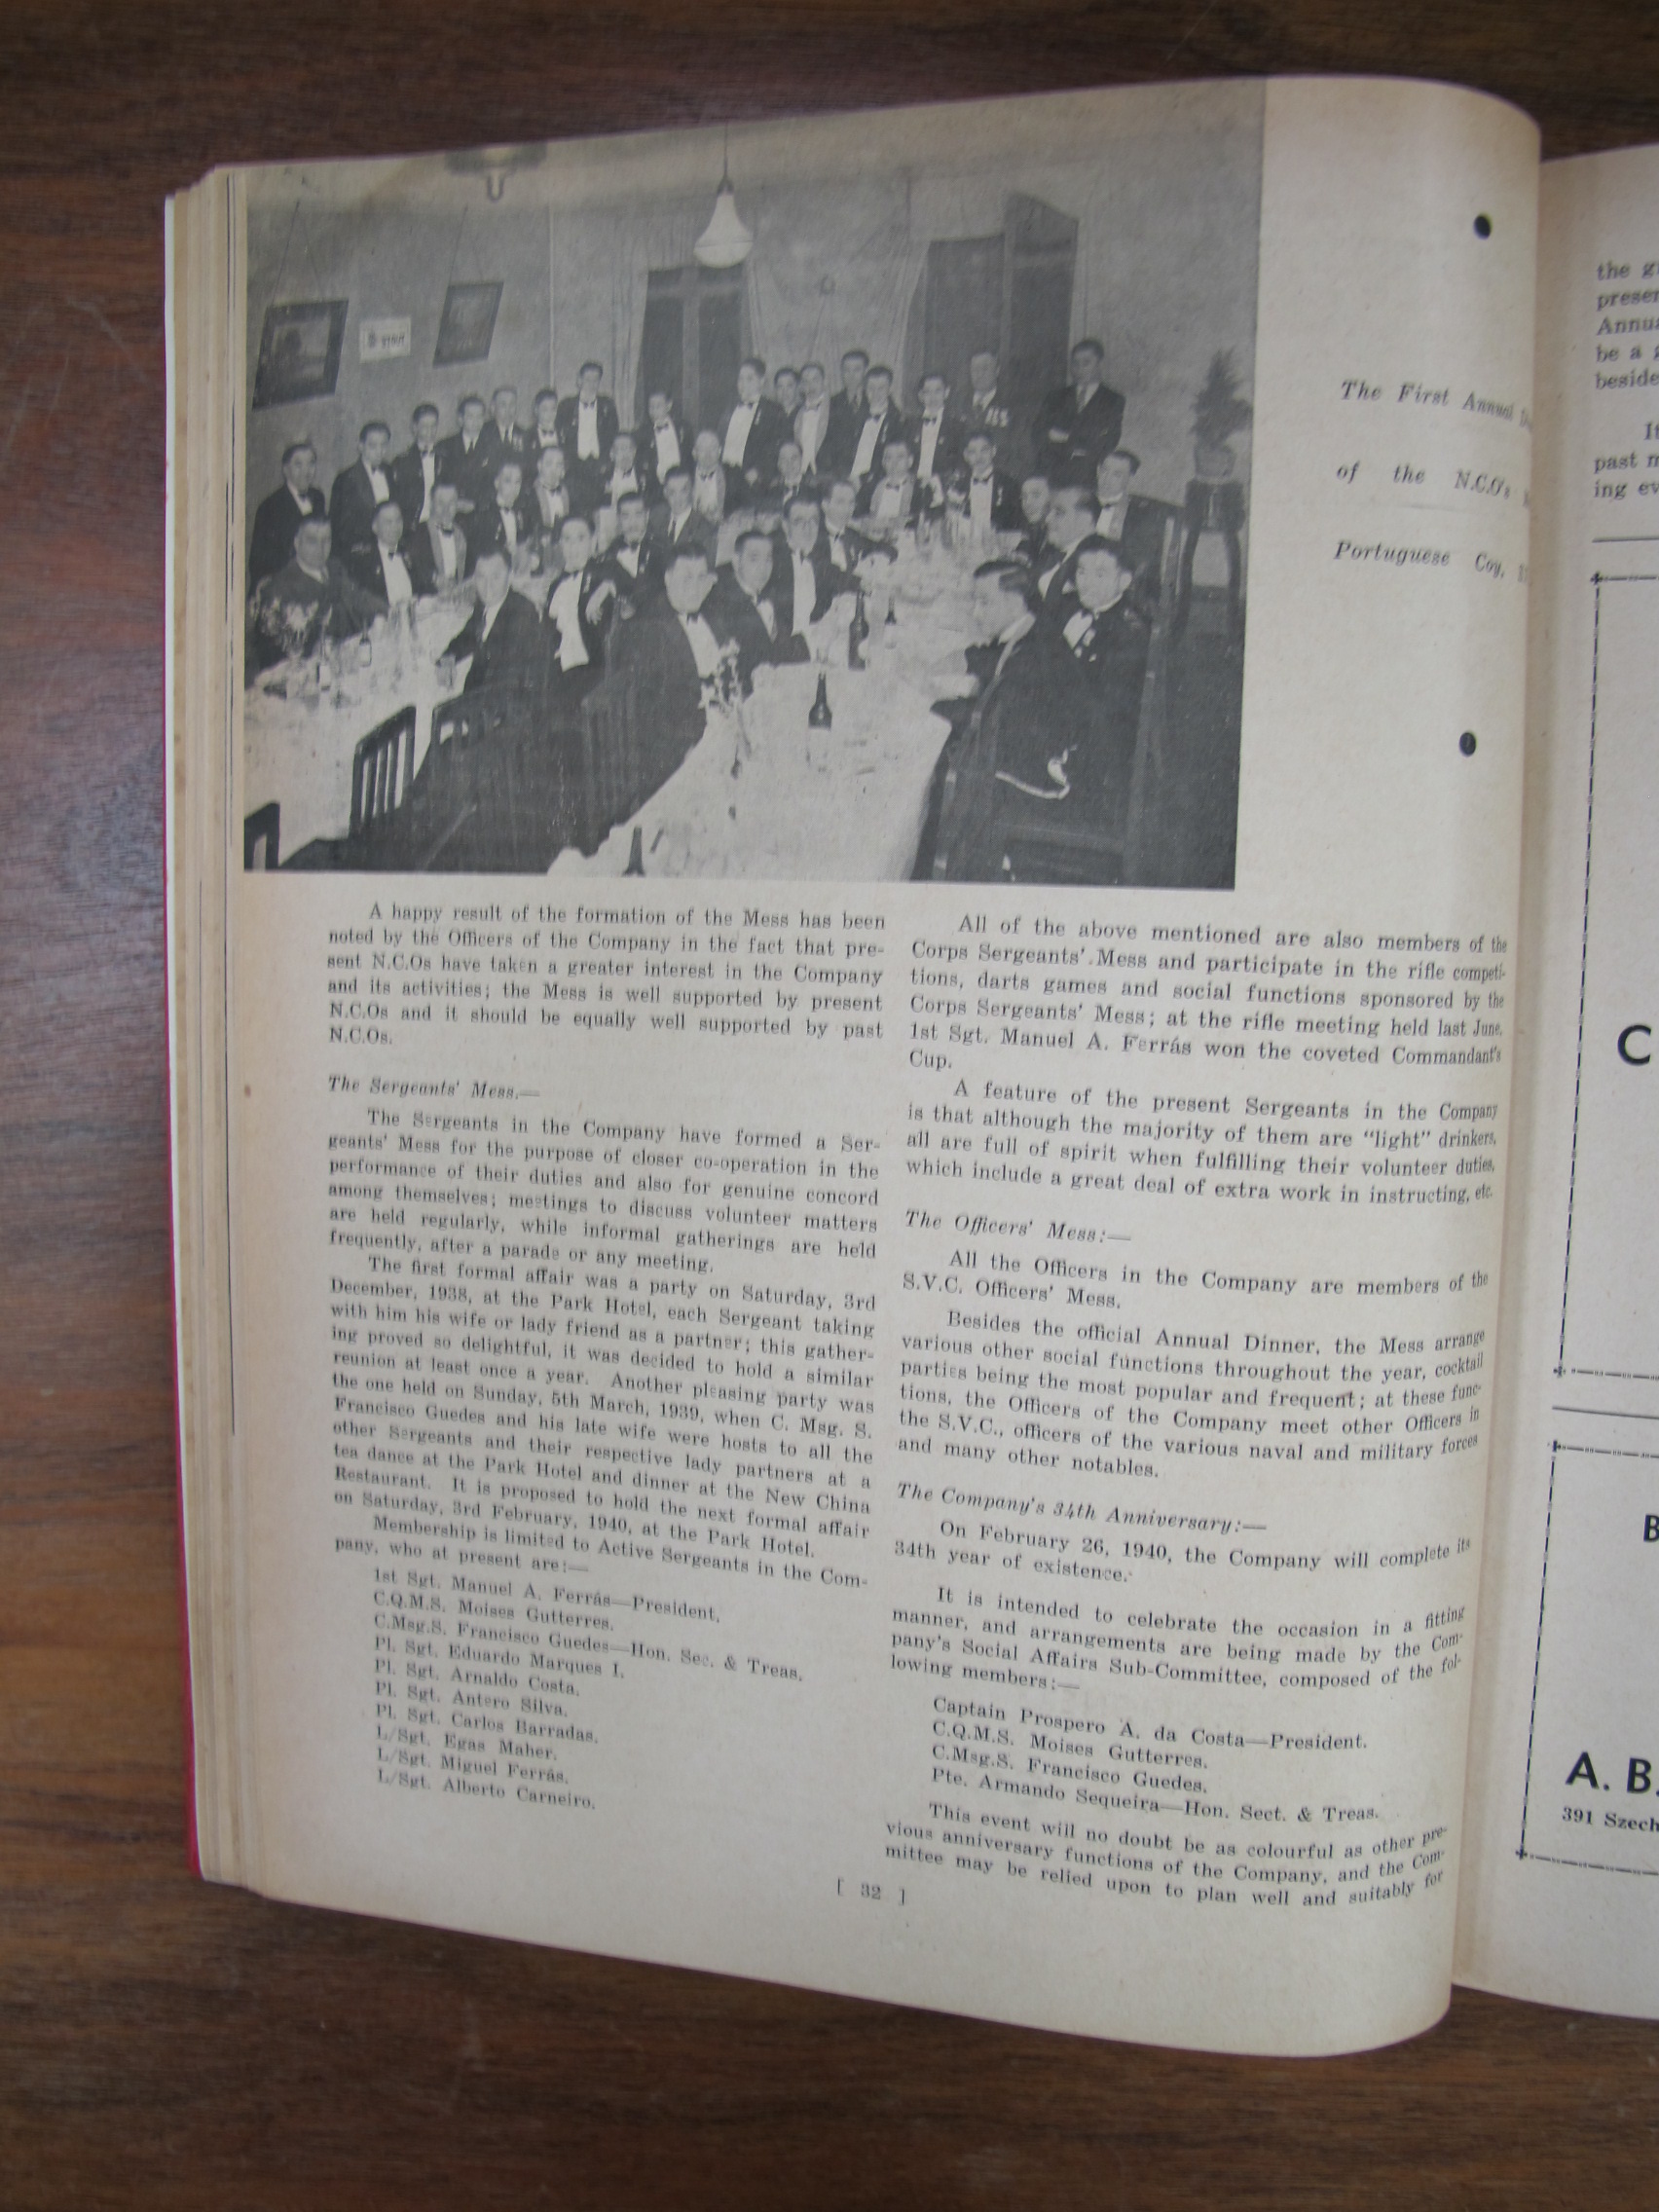 The First Annual
of the N.C.O's
Portuguese Coy.
A happy result of the formation of the Mess has been
noted by the Officers of the Company in the fact that pre-
sent N.C.Os have taken a greater interest in the Company
and its activities; the Mess is well supported by present
N.C.Os and it should be equally well supported by past
N.C.Os.
The Sergeants' Mess.—
The Sergeants in the Company have formed a Ser-
geants' Mess for the purpose of closer co-operation in the
performance of their duties and also for genuine concord
among themselves; meetings to discuss volunteer matters
are held regularly, while informal gatherings are held
frequently, after a parade or any meeting.
The first formal affair was a party on Saturday, 3rd
December, 1938, at the Park Hotel, each Sergeant taking
with him his wife or lady friend as a partner; this gather-
ing proved so delightful, it was decided to hold a similar
reunion at least once a year. Another pleasing party was
the one held on Sunday, 5th March, 1939, when C. Msg. S.
Francisco Guedes and his late wife were hosts to all the
other Sergeants and their respective lady partners at a
tea dance at the Park Hotel and dinner at the New China
Restaurant. It is proposed to hold the next formal affair
on Saturday, 3rd February, 1940, at the Park Hotel.
Membership is limited to Active Sergeants in the Com-
pany, who at present are:—
1st Sgt. Manuel A. Ferrás—President.
C.Q.M.S. Moises Gutterres.
C.Msg.S. Francisco Guedes—Hon. Sec. & Treas.
Pl. Sgt. Eduardo Marques I.
Pl. Sgt. Arnaldo Costa.
Pl. Sgt. Antero Silva.
Pl. Sgt. Carlos Barradas.
L/Sgt. Egas Maher.
L/Sgt. Miguel Ferrás.
L/Sgt. Alberto Carneiro.
All of the above mentioned are also members of the
Corps Sergeants' Mess and participate in the rifle competi-
tions, darts games and social functions sponsored by the
Corps Sergeants' Mess; at the rifle meeting held last June,
1st Sgt. Manuel A. Ferrás won the coveted Commandant's
Cup.
A feature of the present Sergeants in the Company
is that although the majority of them are "light" drinkers,
all are full of spirit when fulfilling their volunteer duties,
which include a great deal of extra work in instructing, etc.
The Officers' Mess:—
All the Officers in the Company are members of the
S.V.C. Officers' Mess.
Besides the official Annual Dinner, the Mess arrange
various other social functions throughout the year, cocktail
parties being the most popular and frequent; at these func-
tions, the Officers of the Company meet other Officers in
the S.V.C., officers of the various naval and military forces
and many other notables.
The Company's 34th Anniversary:—
On February 26, 1940, the Company will complete its
34th year of existence.
It is intended to celebrate the occasion in a fitting
manner, and arrangements are being made by the Com-
pany's Social Affairs Sub-Committee, composed of the fol-
lowing members:—
Captain Prospero A. da Costa—President.
C.Q.M.S. Moises Gutterres.
C.Msg.S. Francisco Guedes.
Pte. Armando Sequeira—Hon. Sect. & Treas.
This event will no doubt be as colourful as other pre-
vious anniversary functions of the Company, and the Com-
mittee may be relied upon to plan well and suitably for
[ 32 ]
the
be a
It
past
ing
C
B
A. B.
391